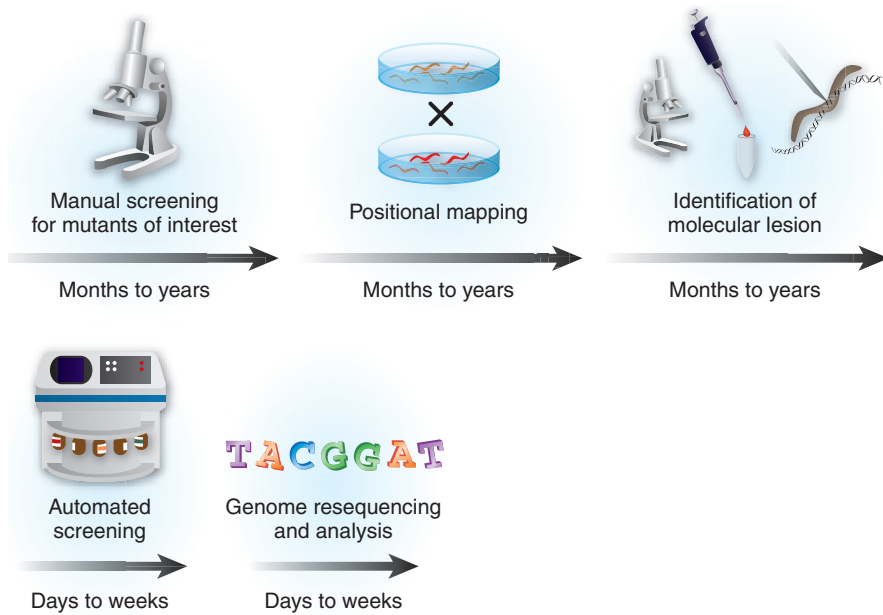 Manual screening
for mutants of interest
Positional mapping
Identification of
molecular lesion
Months to years
Months to years
Months to years
TACGGAT
Automated
screening
Genome resequencing
and analysis
Days to weeks
Days to weeks